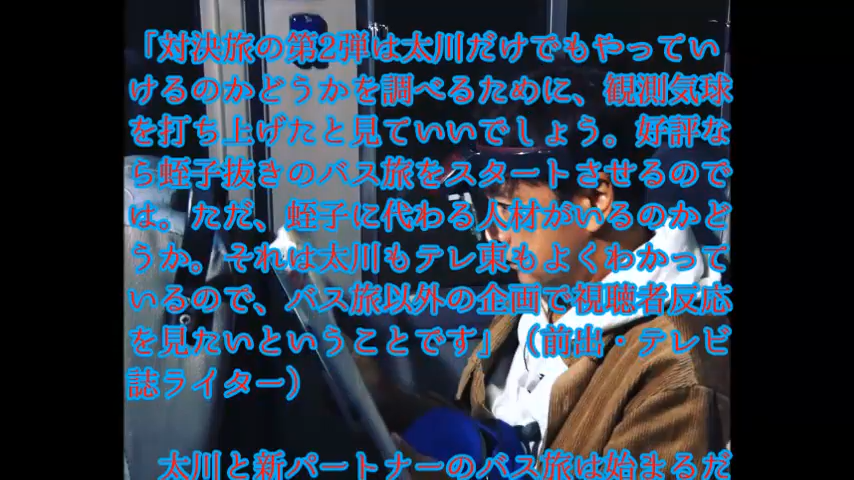 「対決旅の第2弾は太川だけでもやってい
けるのかどうかを調べるために、観測気球
を打ち上げたと見ていいでしょう。好評な
ら蛭子抜きのバス旅をスタートさせるので
は。ただ、蛭子に代わる人材がいるのかど
うか。それは太川もテレ東もよくわかって
いるので、バス旅以外の企画で視聴者反応
を見たいということです」（前出・テレビ
誌ライター）
太川と新パートナーのバス旅は始まるだ